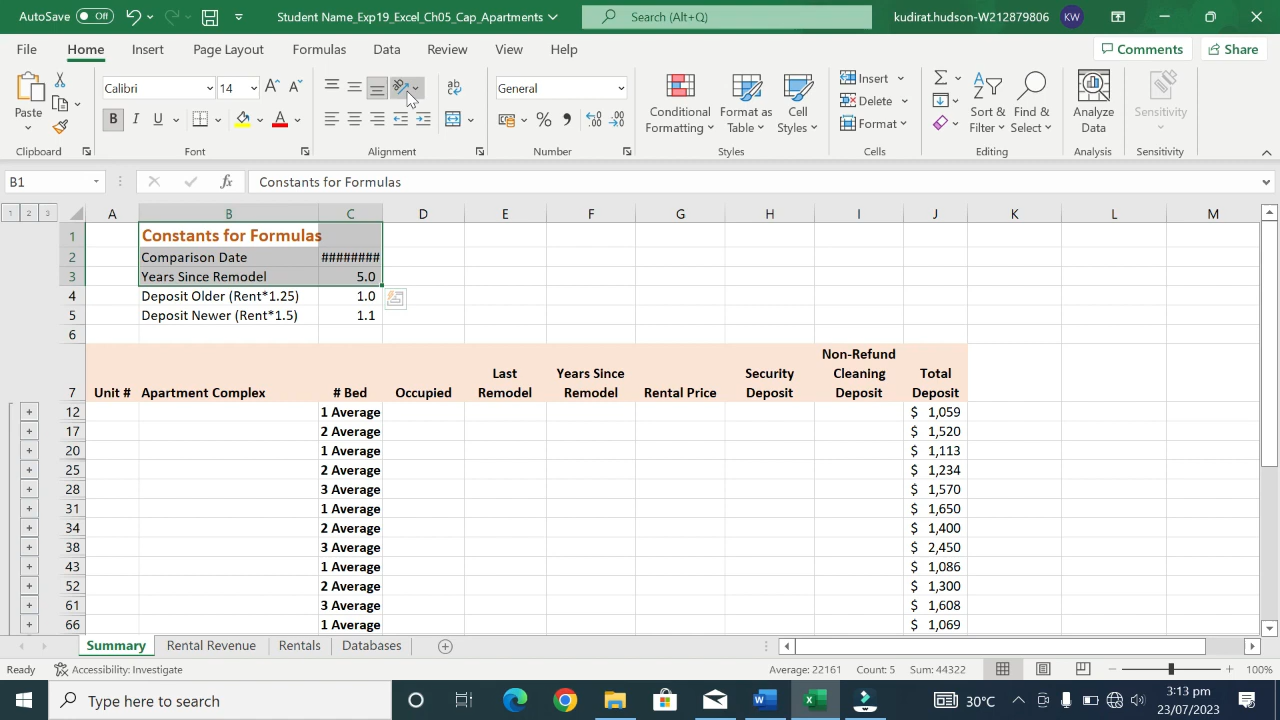 AutoSave Off Student Name_Exp19_Excel_Ch05_Cap_Apartments Search (Alt+Q) kudirat.hudson-W212879806 KW
File Home Insert Page Layout Formulas Data Review View Help Comments Share
Paste Calibri 14 General Conditional Formatting Format as Table Cell Styles Insert Delete Format Sort & Filter Find & Select Analyze Data Sensitivity
Clipboard Font Alignment Number Styles Cells Editing Analysis Sensitivity
B1 fx Constants for Formulas
1 2 3 A B C D E F G H I J K L M
1 Constants for Formulas
2 Comparison Date ########
3 Years Since Remodel 5.0
4 Deposit Older (Rent*1.25) 1.0
5 Deposit Newer (Rent*1.5) 1.1
6
7 Unit # Apartment Complex # Bed Occupied Last Remodel Years Since Remodel Rental Price Security Deposit Non-Refund Cleaning Deposit Total Deposit
12 1 Average $ 1,059
17 2 Average $ 1,520
20 1 Average $ 1,113
25 2 Average $ 1,234
28 3 Average $ 1,570
31 1 Average $ 1,650
34 2 Average $ 1,400
38 3 Average $ 2,450
43 1 Average $ 1,086
52 2 Average $ 1,300
61 3 Average $ 1,608
66 1 Average $ 1,069
Summary Rental Revenue Rentals Databases
Ready Accessibility: Investigate Average: 22161 Count: 5 Sum: 44322 100%
Type here to search 30°C 3:13 pm
23/07/2023